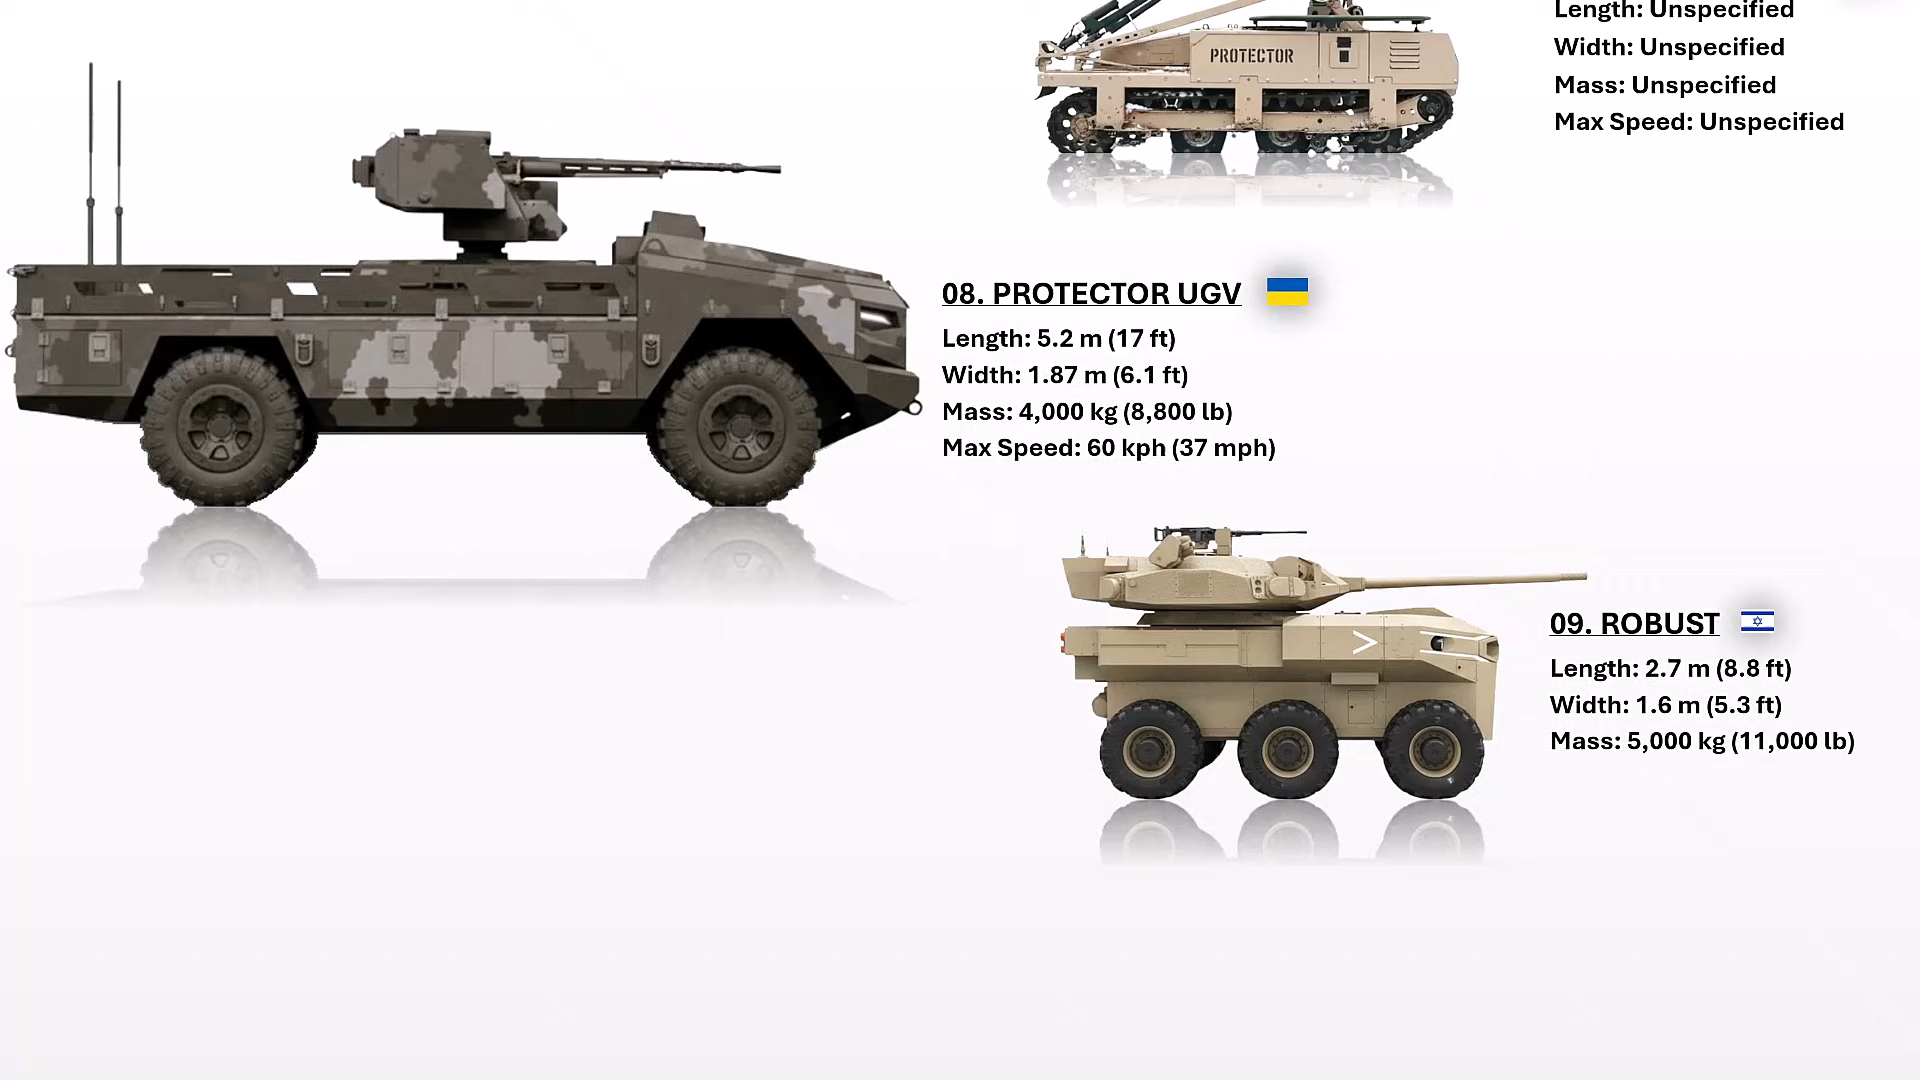 Length: Unspecified
PROTECTOR
Width: Unspecified
Mass: Unspecified
Max Speed: Unspecified
08. PROTECTOR UGV
Length: 5.2 m (17 ft)
Width: 1.87 m (6.1 ft)
Mass: 4,000 kg (8,800 lb)
Max Speed: 60 kph (37 mph)
09. ROBUST
Length: 2.7 m (8.8 ft)
Width: 1.6 m (5.3 ft)
Mass: 5,000 kg (11,000 lb)